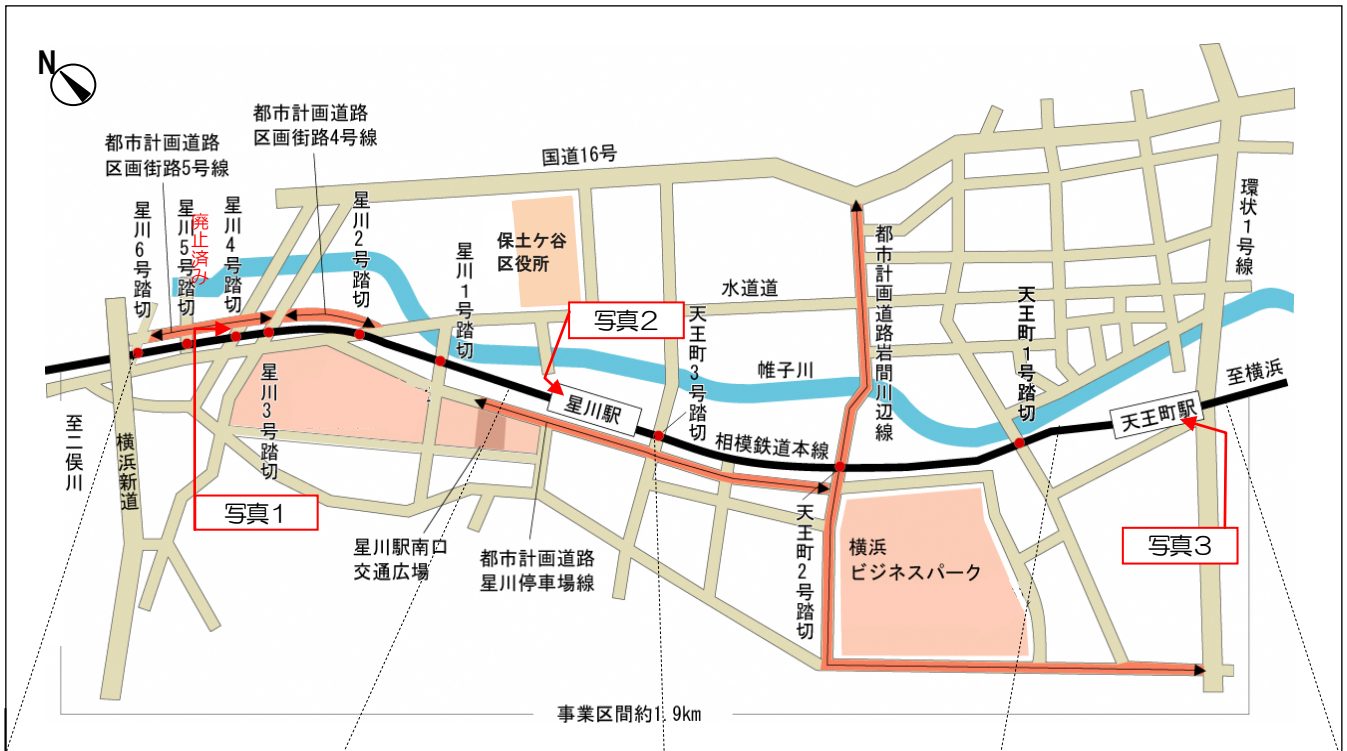 N
都市計画道路
区画街路4号線
都市計画道路
区画街路5号線
国道16号
環状1号線
星川6号踏切
星川5号踏切
廃止済み
星川4号踏切
星川2号踏切
星川1号踏切
保土ケ谷
区役所
写真2
水道道
天王町3号踏切
都市計画道路岩間川辺線
天王町1号踏切
帷子川
至横浜
天王町駅
星川駅
相模鉄道本線
至二俣川
横浜新道
星川3号踏切
写真1
星川駅南口
交通広場
都市計画道路
星川停車場線
天王町2号踏切
横浜
ビジネスパーク
写真3
事業区間約1.9km